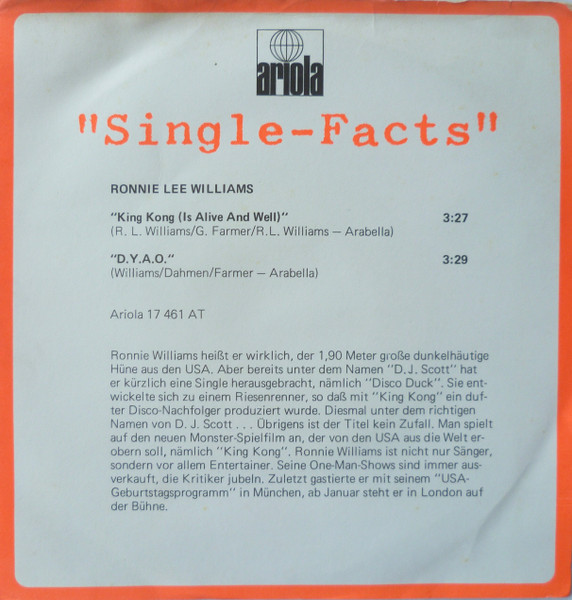 ariola
"Single-Facts"
RONNIE LEE WILLIAMS
"King Kong (Is Alive And Well)" 3:27
(R. L. Williams/G. Farmer/R.L. Williams — Arabella)
"D.Y.A.O." 3:29
(Williams/Dahmen/Farmer — Arabella)
Ariola 17 461 AT
Ronnie Williams heißt er wirklich, der 1,90 Meter große dunkelhäutige
Hüne aus den USA. Aber bereits unter dem Namen "D.J. Scott" hat
er kürzlich eine Single herausgebracht, nämlich "Disco Duck". Sie ent-
wickelte sich zu einem Riesenrenner, so daß mit "King Kong" ein duf-
ter Disco-Nachfolger produziert wurde. Diesmal unter dem richtigen
Namen von D. J. Scott . . . Übrigens ist der Titel kein Zufall. Man spielt
auf den neuen Monster-Spielfilm an, der von den USA aus die Welt er-
obern soll, nämlich "King Kong". Ronnie Williams ist nicht nur Sänger,
sondern vor allem Entertainer. Seine One-Man-Shows sind immer aus-
verkauft, die Kritiker jubeln. Zuletzt gastierte er mit seinem "USA-
Geburtstagsprogramm" in München, ab Januar steht er in London auf
der Bühne.